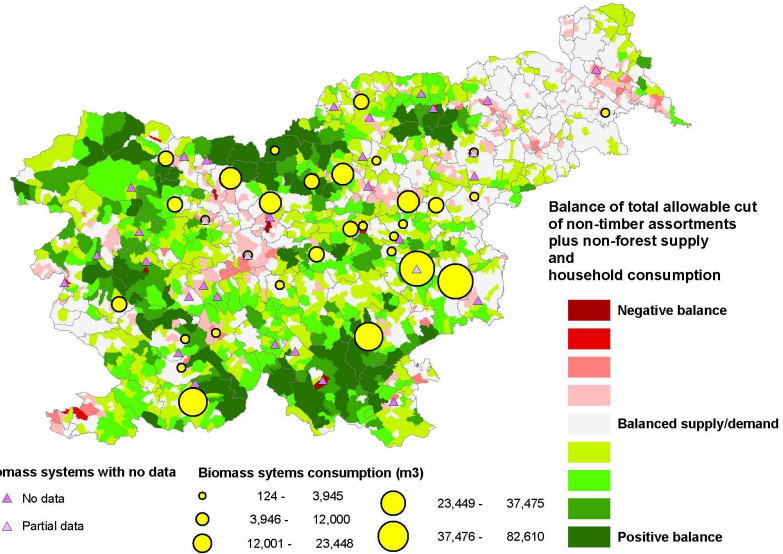 Balance of total allowable cut
of non-timber assortments
plus non-forest supply
and
household consumption
Negative balance
Balanced supply/demand
Positive balance
omass systems with no data
No data
Partial data
Biomass sytems consumption (m3)
124 - 3,945
3,946 - 12,000
12,001 - 23,448
23,449 - 37,475
37,476 - 82,610